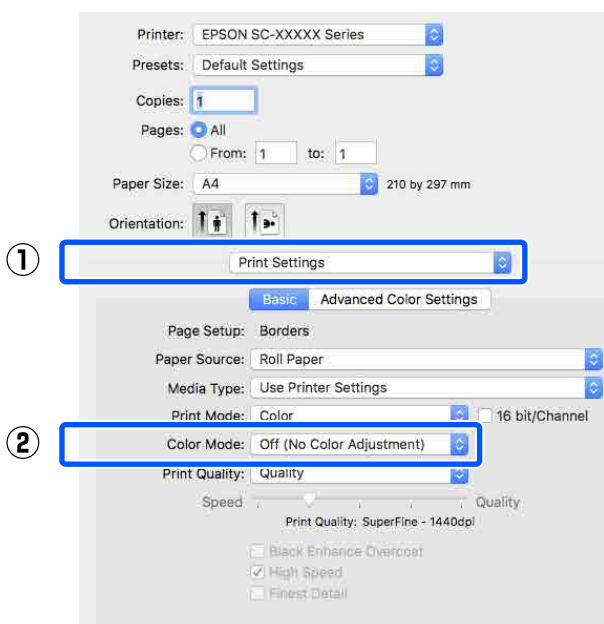 Printer: EPSON SC-XXXXX Series
Presets: Default Settings
Copies: 1
Pages: All
From: 1 to: 1
Paper Size: A4 210 by 297 mm
Orientation:
① Print Settings
Basic Advanced Color Settings
Page Setup: Borders
Paper Source: Roll Paper
Media Type: Use Printer Settings
Print Mode: Color 16 bit/Channel
② Color Mode: Off (No Color Adjustment)
Print Quality: Quality
Speed Quality
Print Quality: SuperFine - 1440dpi
Black Enhance Overcoat
High Speed
Finest Detail